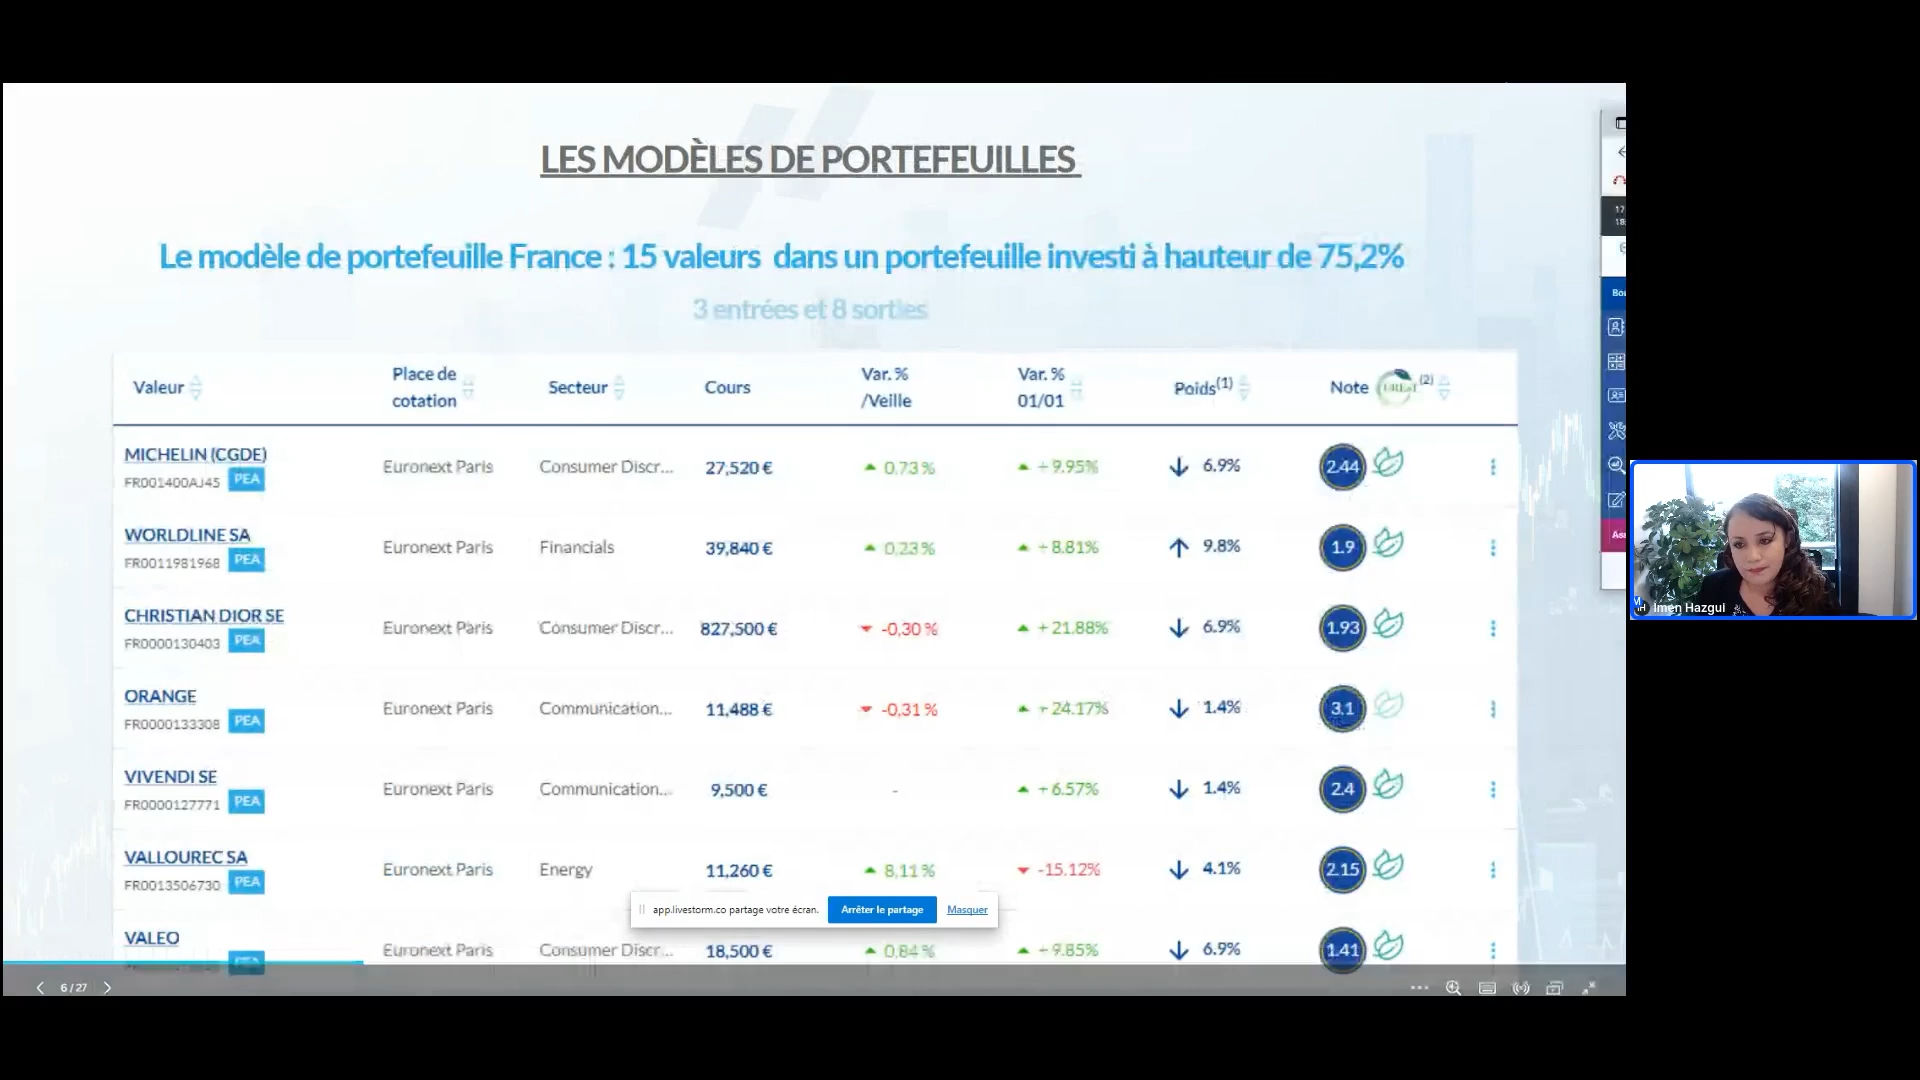 LES MODÈLES DE PORTEFEUILLES
Le modèle de portefeuille France : 15 valeurs dans un portefeuille investi à hauteur de 75,2%
3 entrées et 8 sorties
Valeur Place de cotation Secteur Cours Var. % /Veille Var. % 01/01 Poids(1) Note (2)
MICHELIN (CGDE)
FR001400AJ45 PEA Euronext Paris Consumer Discr... 27,520 € 0,73 % +9.95% 6.9% 2.44
WORLDLINE SA
FR0011981968 PEA Euronext Paris Financials 39,840 € 0,23 % +8.81% 9.8% 1.9
CHRISTIAN DIOR SE
FR0000130403 PEA Euronext Paris Consumer Discr... 827,500 € -0,30 % +21.88% 6.9% 1.93
ORANGE
FR0000133308 PEA Euronext Paris Communication... 11,488 € -0,31 % +24.17% 1.4% 3.1
VIVENDI SE
FR0000127771 PEA Euronext Paris Communication... 9,500 € - +6.57% 1.4% 2.4
VALLOUREC SA
FR0013506730 PEA Euronext Paris Energy 11,260 € 8,11 % -15.12% 4.1% 2.15
app.livestorm.co partage votre écran. Arrêter le partage Masquer
VALEO
Euronext Paris Consumer Discr... 18,500 € 0,84 % +9.85% 6.9% 1.41
6 / 27
17
18
Bou
Ass
Imen Hazgui